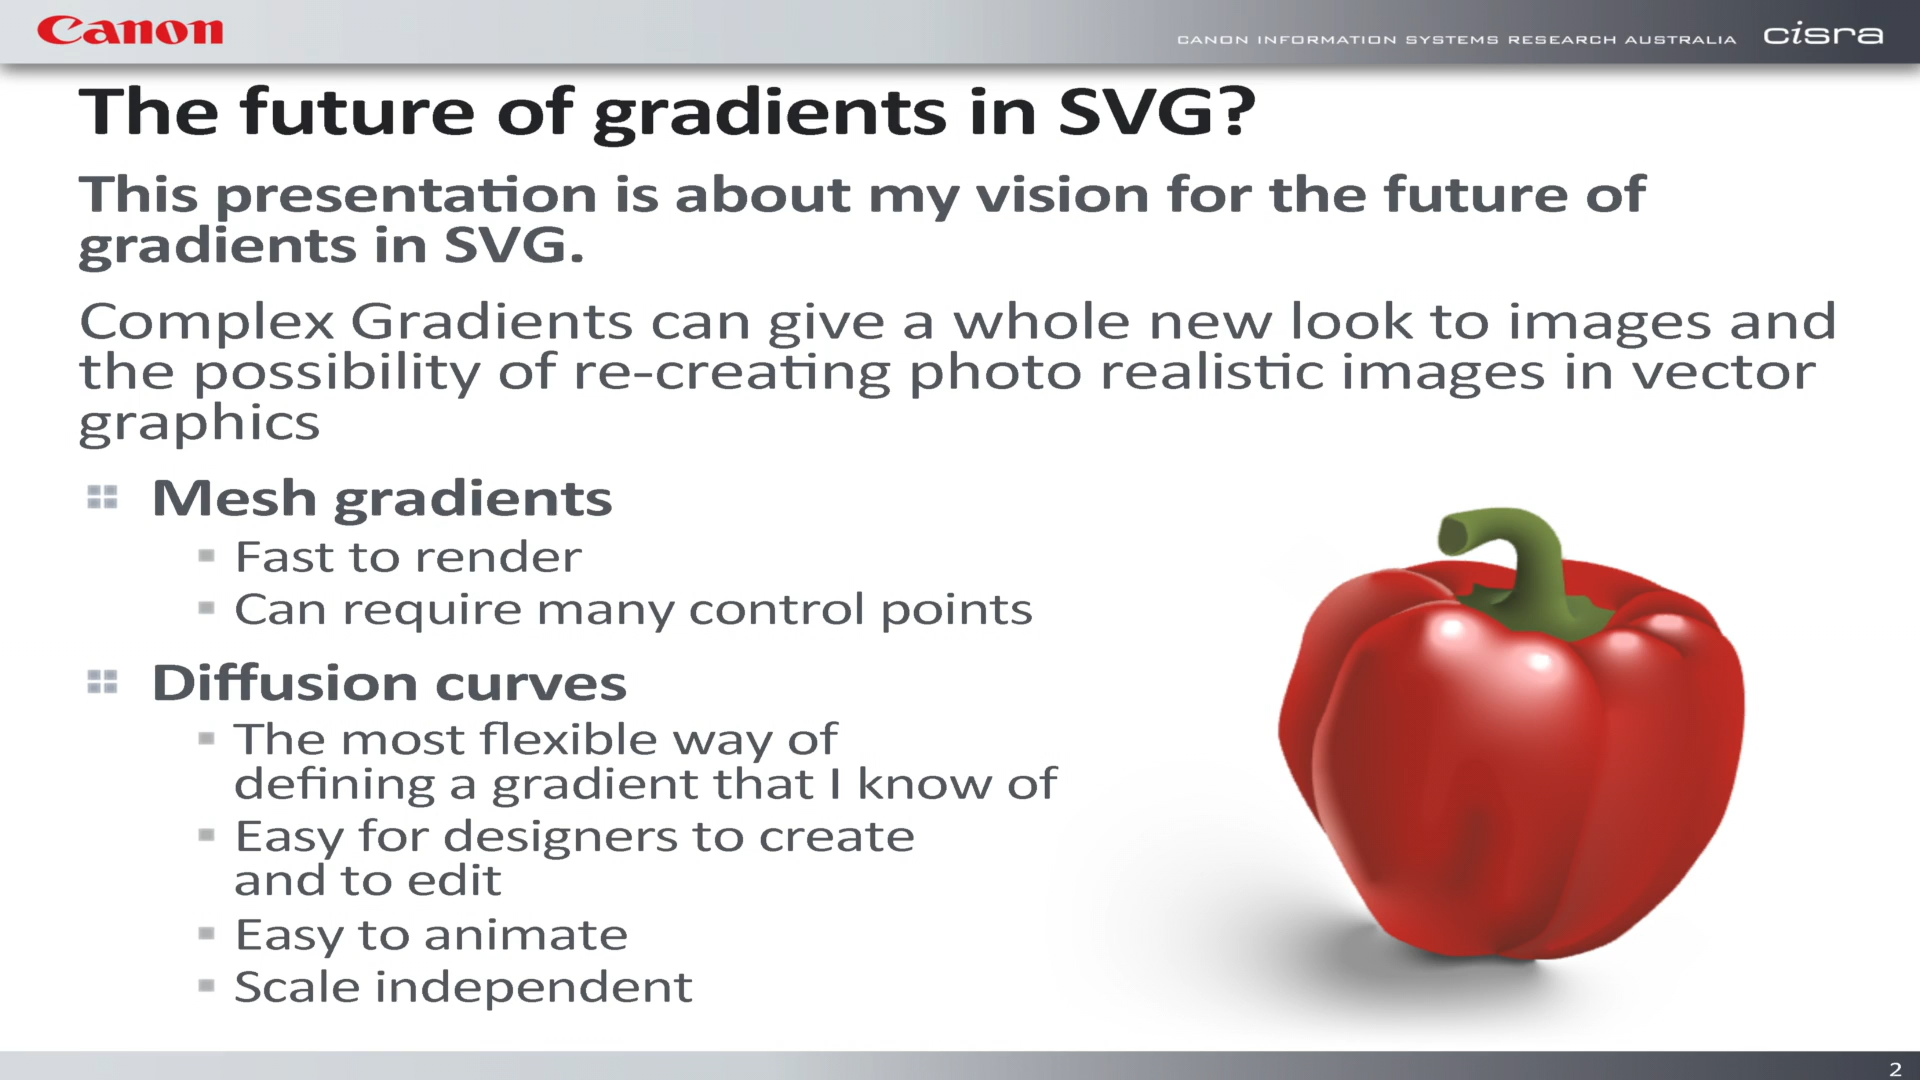 Canon
CANON INFORMATION SYSTEMS RESEARCH AUSTRALIA cisra
The future of gradients in SVG?
This presentation is about my vision for the future of
gradients in SVG.
Complex Gradients can give a whole new look to images and
the possibility of re-creating photo realistic images in vector
graphics
Mesh gradients
Fast to render
Can require many control points
Diffusion curves
The most flexible way of
defining a gradient that I know of
Easy for designers to create
and to edit
Easy to animate
Scale independent
2